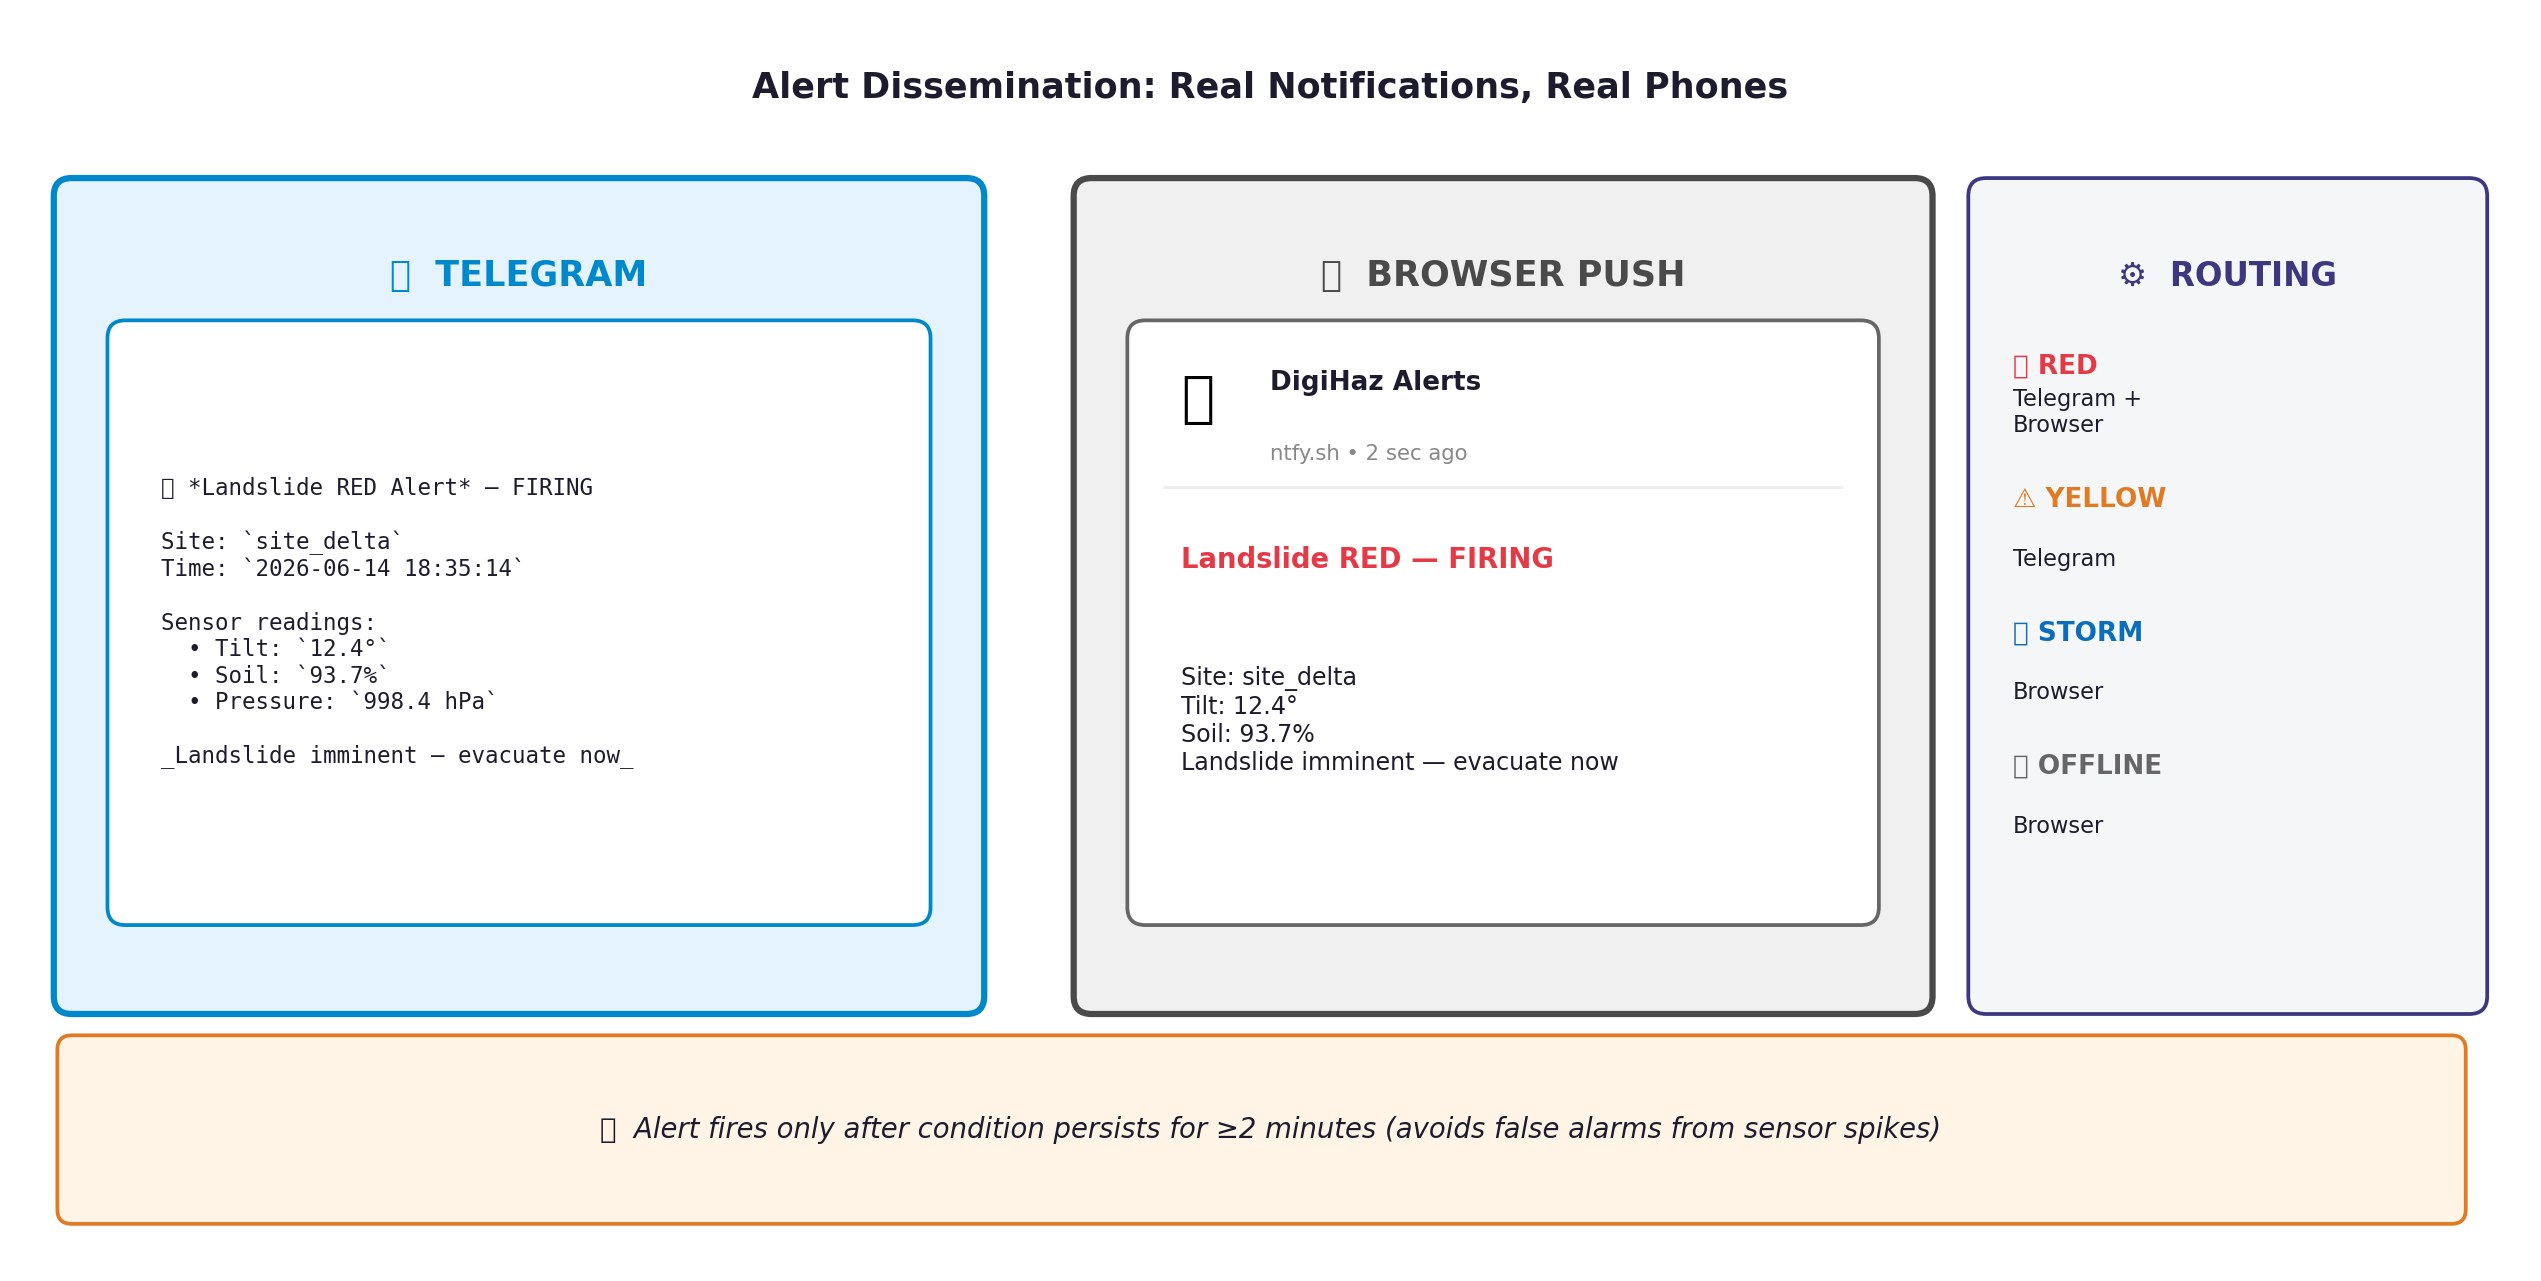 Alert Dissemination: Real Notifications, Real Phones
TELEGRAM
*Landslide RED Alert* — FIRING
Site: `site_delta`
Time: `2026-06-14 18:35:14`
Sensor readings:
• Tilt: `12.4°`
• Soil: `93.7%`
• Pressure: `998.4 hPa`
_Landslide imminent — evacuate now_
BROWSER PUSH
DigiHaz Alerts
ntfy.sh • 2 sec ago
Landslide RED — FIRING
Site: site_delta
Tilt: 12.4°
Soil: 93.7%
Landslide imminent — evacuate now
⚙ ROUTING
RED
Telegram +
Browser
⚠ YELLOW
Telegram
STORM
Browser
OFFLINE
Browser
Alert fires only after condition persists for ≥2 minutes (avoids false alarms from sensor spikes)